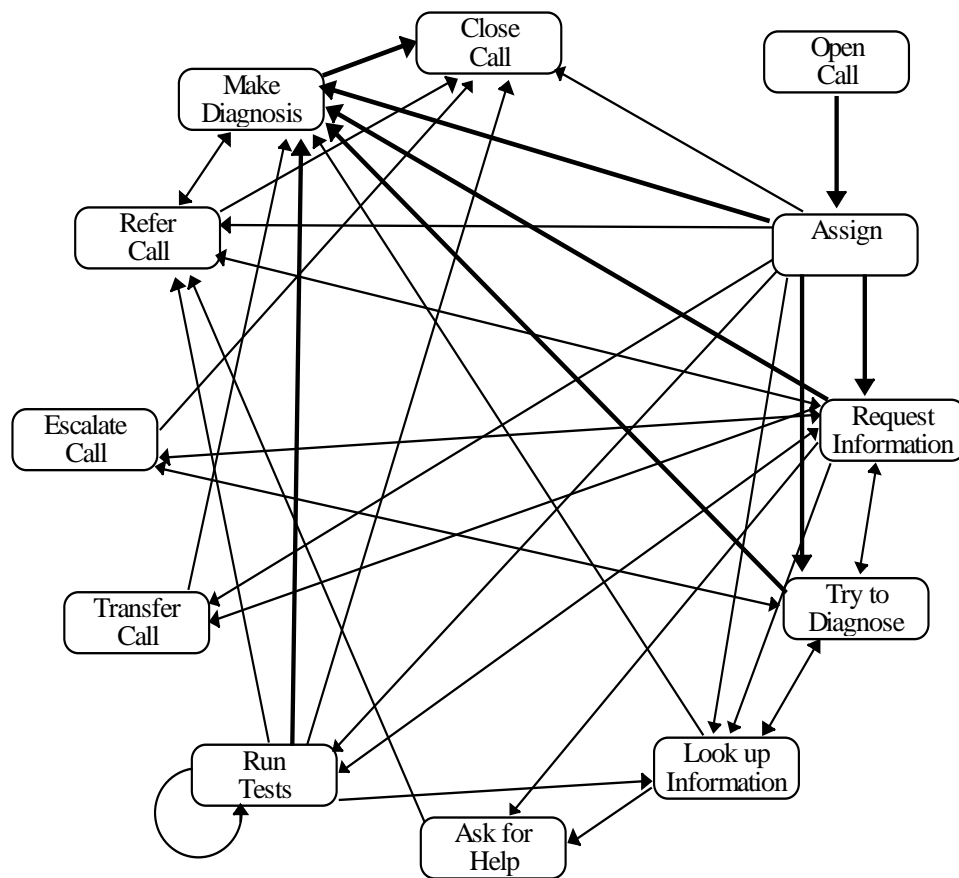 Close
Call
Open
Call
Make
Diagnosis
Refer
Call
Assign
Escalate
Call
Request
Information
Transfer
Call
Try to
Diagnose
Run
Tests
Look up
Information
Ask for
Help